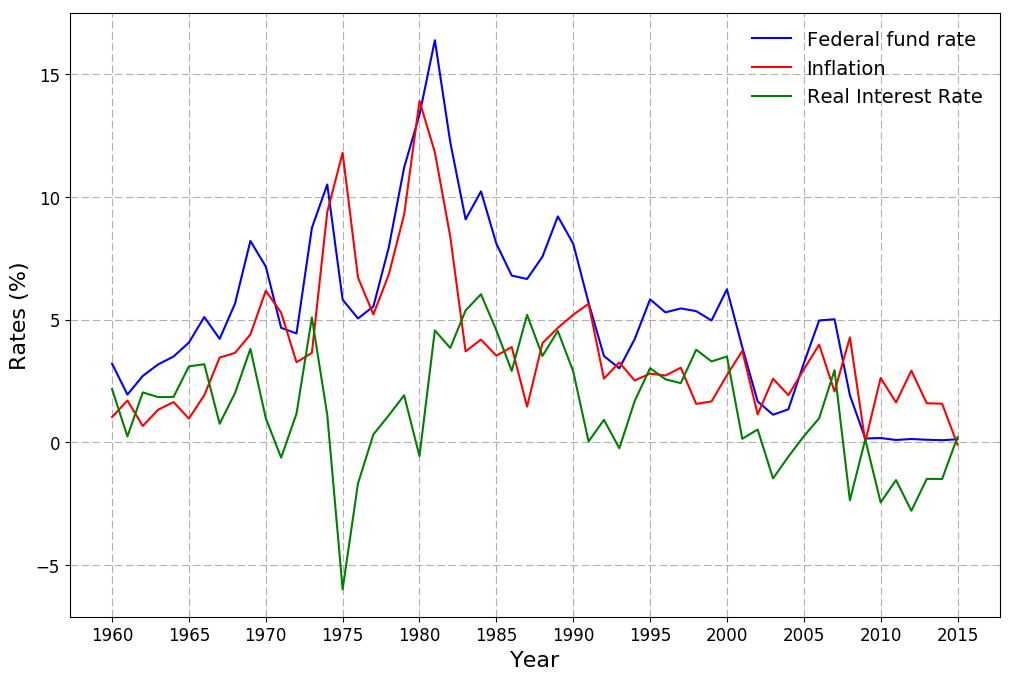 Federal fund rate
Inflation
Real Interest Rate
Rates (%)
15
10
5
0
−5
1960 1965 1970 1975 1980 1985 1990 1995 2000 2005 2010 2015
Year